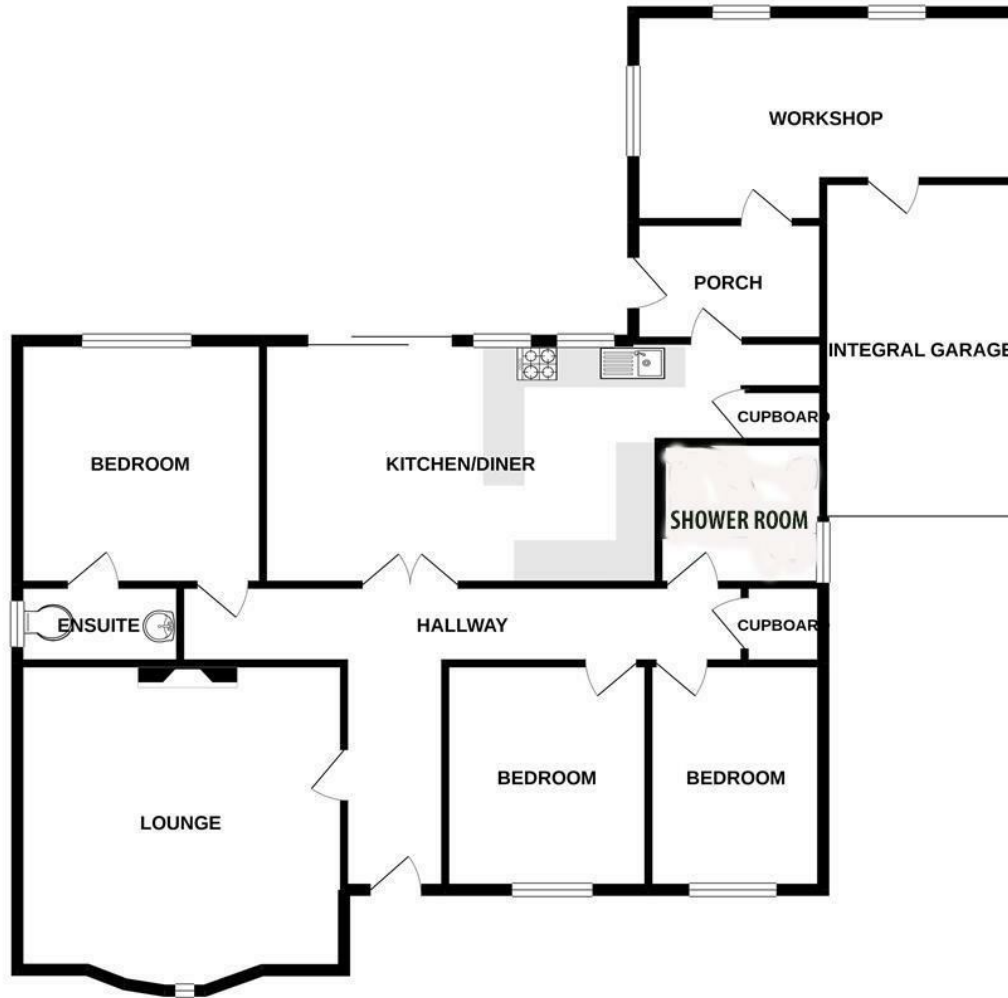 WORKSHOP
PORCH
INTEGRAL GARAGE
CUPBOARD
BEDROOM
KITCHEN/DINER
SHOWER ROOM
ENSUITE
HALLWAY
CUPBOARD
BEDROOM
BEDROOM
LOUNGE